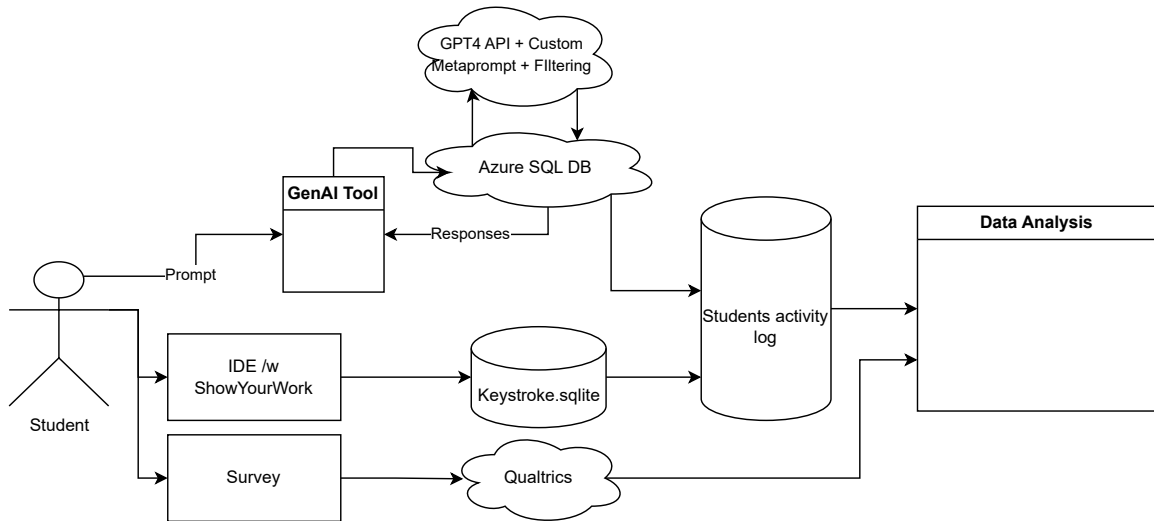 GPT4 API + Custom
Metaprompt + FIltering
Azure SQL DB
GenAI Tool
Responses
Prompt
Data Analysis
Students activity
log
IDE /w
ShowYourWork
Keystroke.sqlite
Student
Survey
Qualtrics